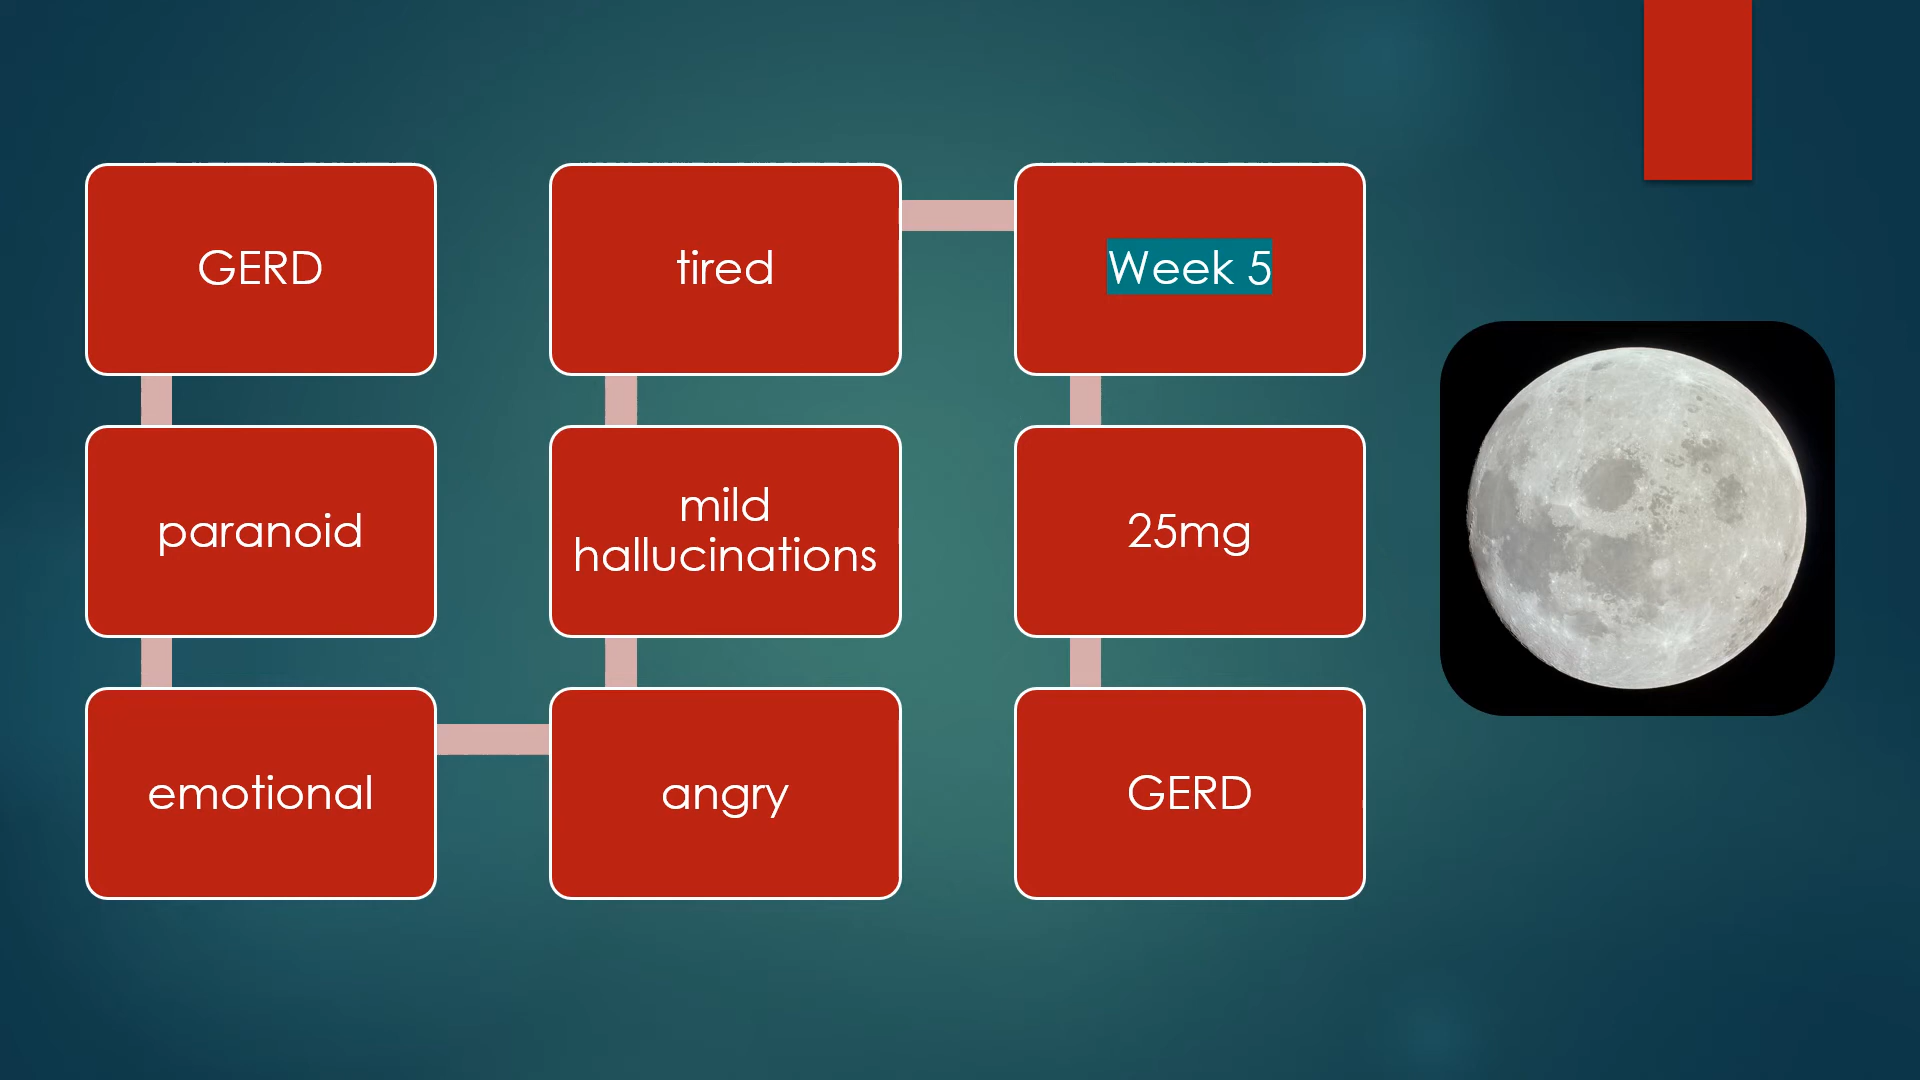 GERD
paranoid
emotional
angry
mild
hallucinations
tired
Week 5
25mg
GERD